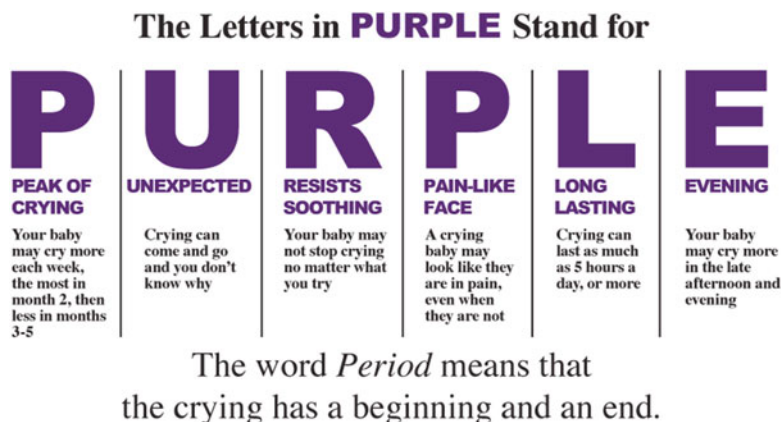 The Letters in PURPLE Stand for
P
PEAK OF
CRYING
Your baby
may cry more
each week,
the most in
month 2, then
less in months
3-5
U
UNEXPECTED
Crying can
come and go
and you don't
know why
R
RESISTS
SOOTHING
Your baby may
not stop crying
no matter what
you try
P
PAIN-LIKE
FACE
A crying
baby may
look like they
are in pain,
even when
they are not
L
LONG
LASTING
Crying can
last as much
as 5 hours a
day, or more
E
EVENING
Your baby
may cry more
in the late
afternoon and
evening
The word Period means that
the crying has a beginning and an end.